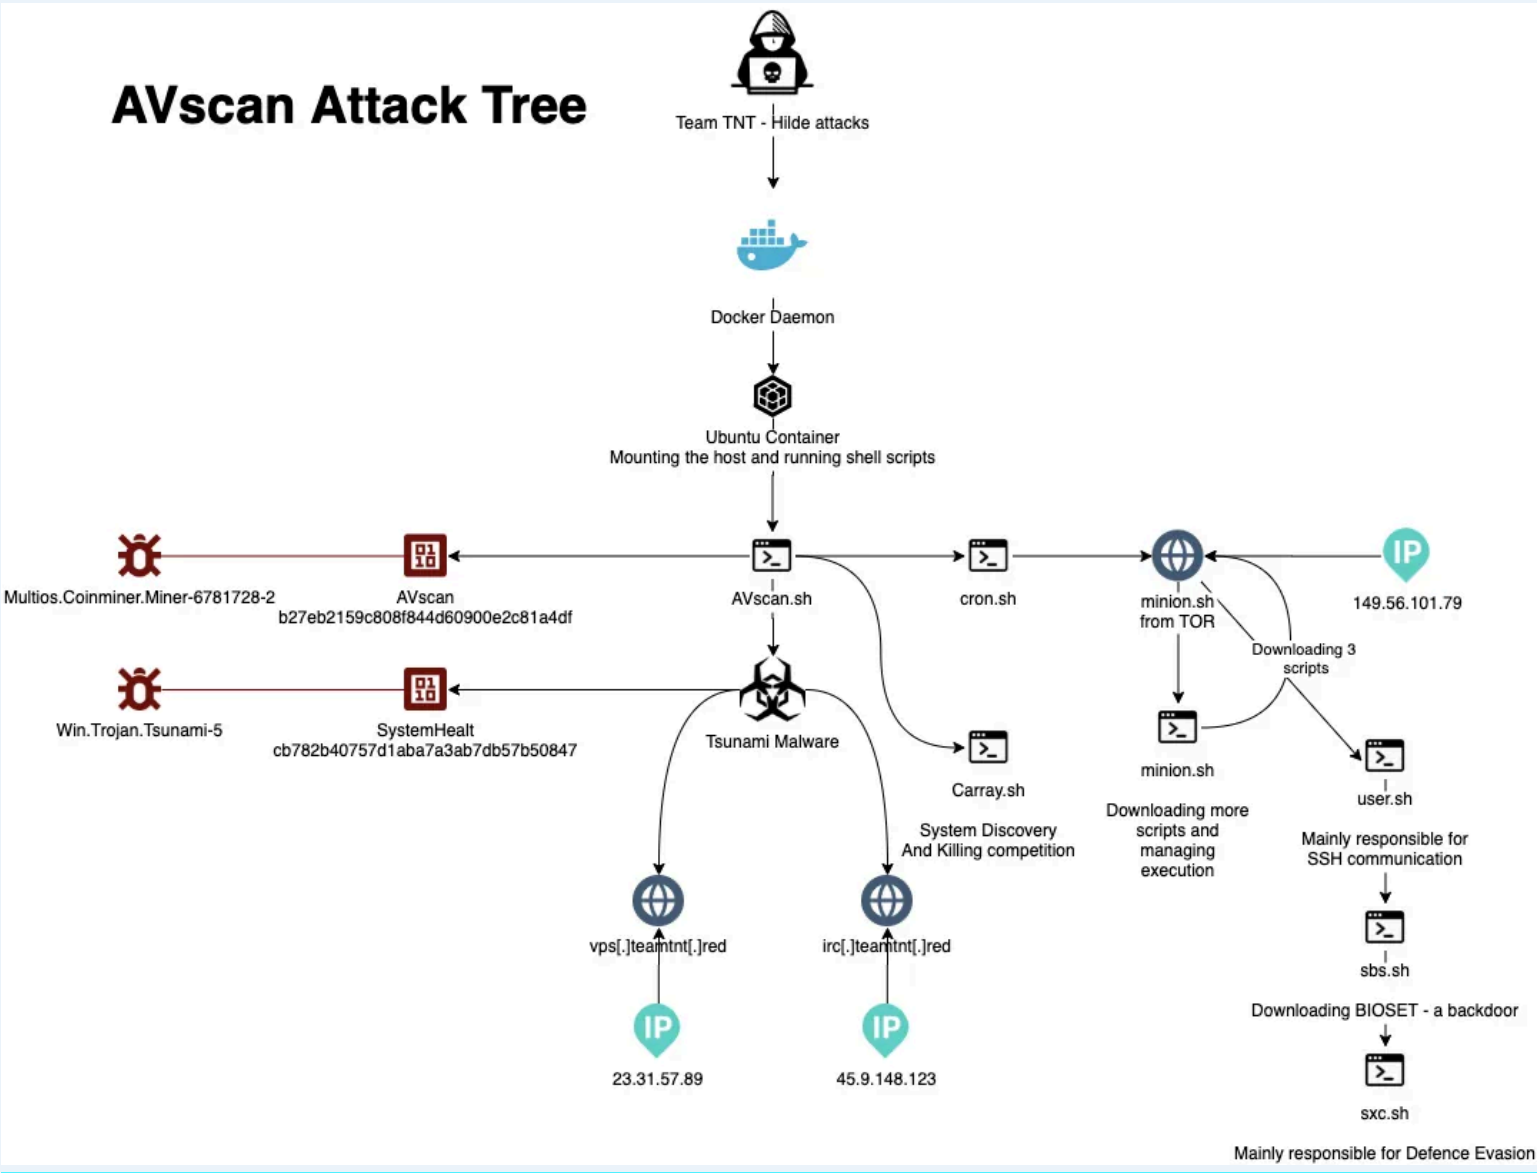 AVscan Attack Tree
Team TNT - Hilde attacks
Docker Daemon
Ubuntu Container
Mounting the host and running shell scripts
Multios.Coinminer.Miner-6781728-2
AVscan
b27eb2159c808f844d60900e2c81a4df
AVscan.sh
cron.sh
minion.sh
from TOR
IP
149.56.101.79
Downloading 3
scripts
Win.Trojan.Tsunami-5
SystemHealt
cb782b40757d1aba7a3ab7db57b50847
Tsunami Malware
Carray.sh
System Discovery
And Killing competition
minion.sh
Downloading more
scripts and
managing
execution
user.sh
Mainly responsible for
SSH communication
vps[.]teamtnt[.]red
irc[.]teamtnt[.]red
sbs.sh
Downloading BIOSET - a backdoor
IP
23.31.57.89
IP
45.9.148.123
sxc.sh
Mainly responsible for Defence Evasion